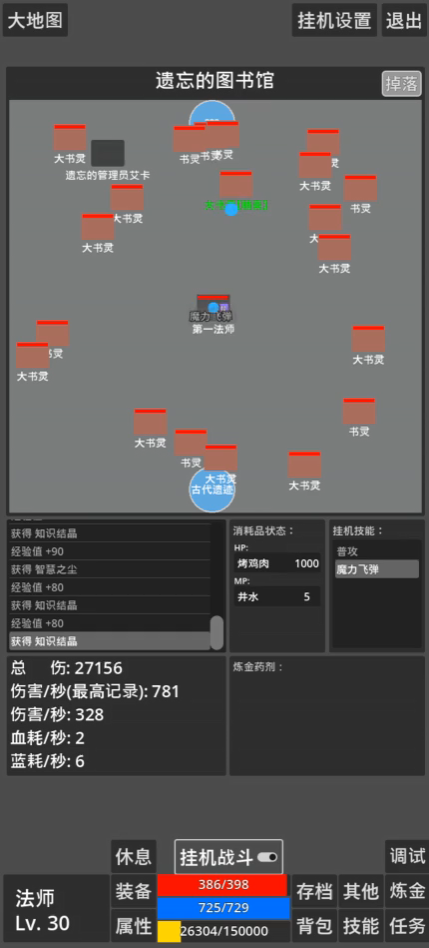 大地图
挂机设置 退出
遗忘的图书馆
掉落
大书灵
遗忘的管理员艾卡
书灵
大书灵
书灵
大书灵
大书灵
大书灵
第一法师
大书灵
大书灵
书灵
大书灵
书灵
大书灵
大书灵
古代遗迹
获得 知识结晶
经验值 +90
获得 智慧之尘
经验值 +80
获得 知识结晶
经验值 +80
获得 知识结晶
消耗品状态：
HP:
烤鸡肉 1000
MP:
井水 5
挂机技能：
普攻
魔力飞弹
总 伤: 27156
伤害/秒(最高记录): 781
伤害/秒: 328
血耗/秒: 2
蓝耗/秒: 6
炼金药剂：
休息
挂机战斗
调试
法师
Lv. 30
装备
386/398
存档
其他
炼金
725/729
属性
26304/150000
背包
技能
任务